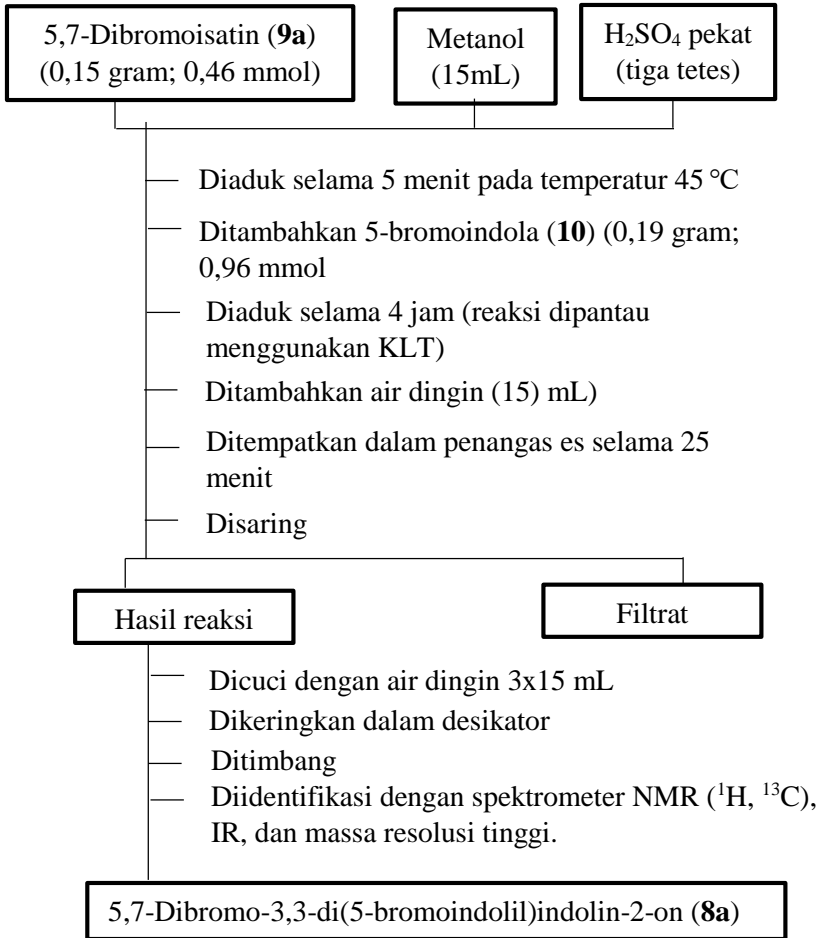 5,7-Dibromoisatin (9a)
(0,15 gram; 0,46 mmol)
Metanol
(15mL)
H₂SO₄ pekat
(tiga tetes)
Diaduk selama 5 menit pada temperatur 45 °C
Ditambahkan 5-bromoindola (10) (0,19 gram;
0,96 mmol
Diaduk selama 4 jam (reaksi dipantau
menggunakan KLT)
Ditambahkan air dingin (15) mL)
Ditempatkan dalam penangas es selama 25
menit
Disaring
Hasil reaksi
Filtrat
Dicuci dengan air dingin 3x15 mL
Dikeringkan dalam desikator
Ditimbang
Diidentifikasi dengan spektrometer NMR (¹H, ¹³C),
IR, dan massa resolusi tinggi.
5,7-Dibromo-3,3-di(5-bromoindolil)indolin-2-on (8a)